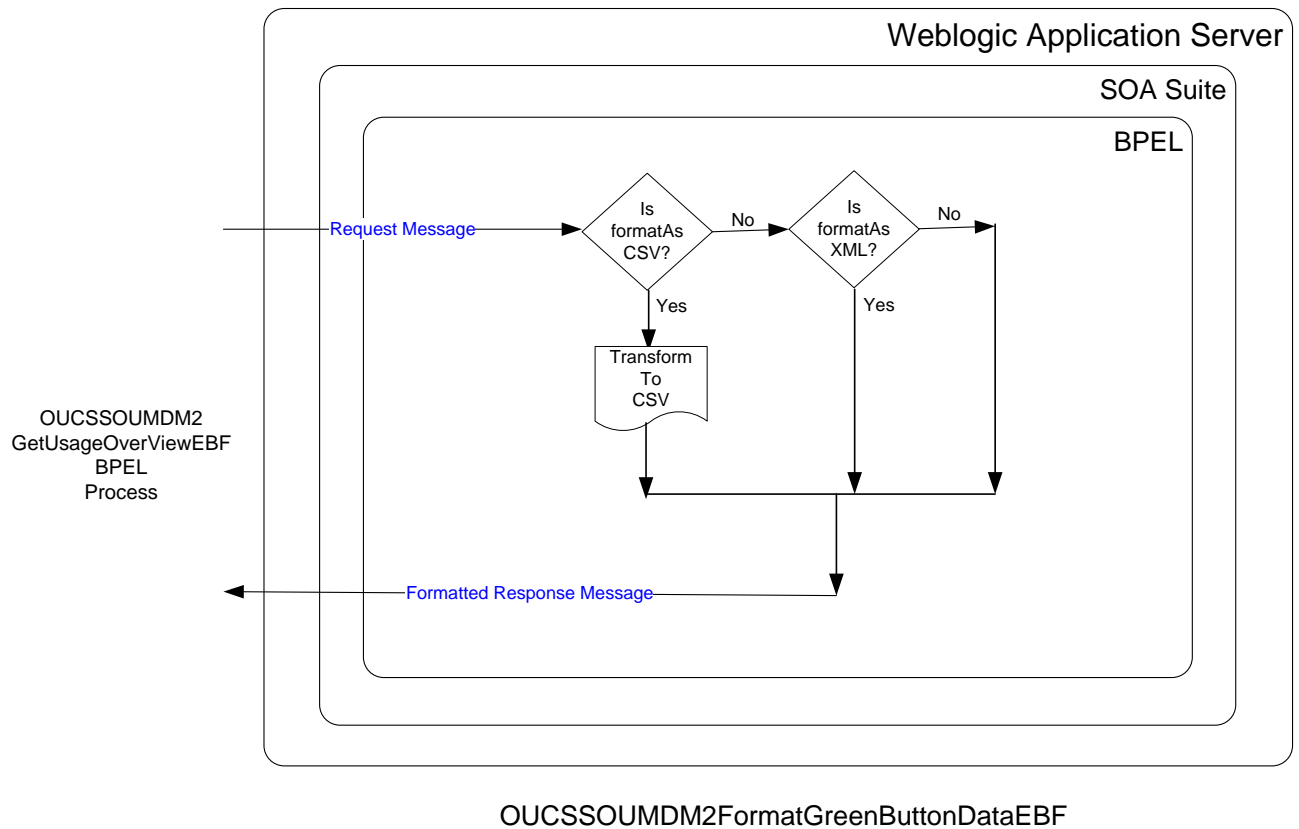 Weblogic Application Server
SOA Suite
BPEL
Request Message
Is
formatAs
CSV?
No
Is
formatAs
XML?
No
Yes
Yes
Transform
To
CSV
OUCSSOUMDM2
GetUsageOverViewEBF
BPEL
Process
Formatted Response Message
OUCSSOUMDM2FormatGreenButtonDataEBF